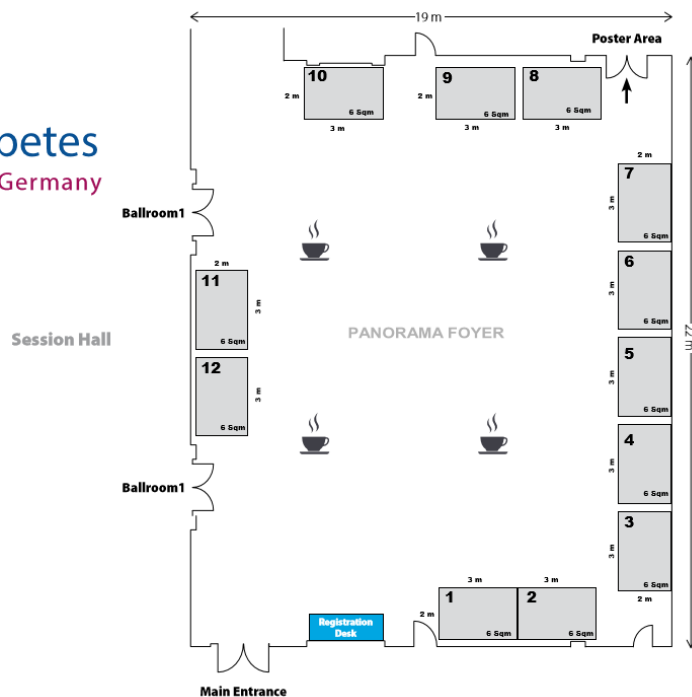 19 m
Poster Area
10
2 m
6 Sqm
3 m
9
2 m
6 Sqm
3 m
8
6 Sqm
3 m
Germany
Ballroom1
2 m
7
3 m
6 Sqm
2 m
11
3 m
6 Sqm
6
3 m
6 Sqm
Session Hall
PANORAMA FOYER
22 m
12
3 m
6 Sqm
5
3 m
6 Sqm
4
3 m
6 Sqm
Ballroom1
3
3 m
6 Sqm
2 m
3 m
1
2 m
6 Sqm
3 m
2
6 Sqm
Registration
Desk
Main Entrance